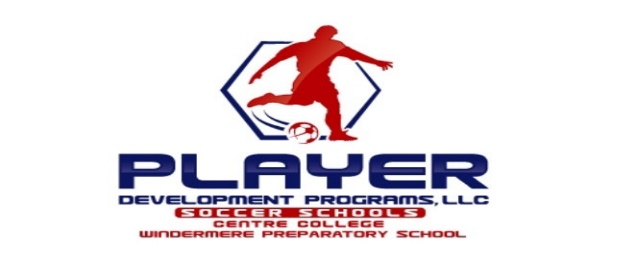 PLAYER
DEVELOPMENT PROGRAMS, LLC
SOCCER SCHOOLS
CENTRE COLLEGE
WINDERMERE PREPARATORY SCHOOL